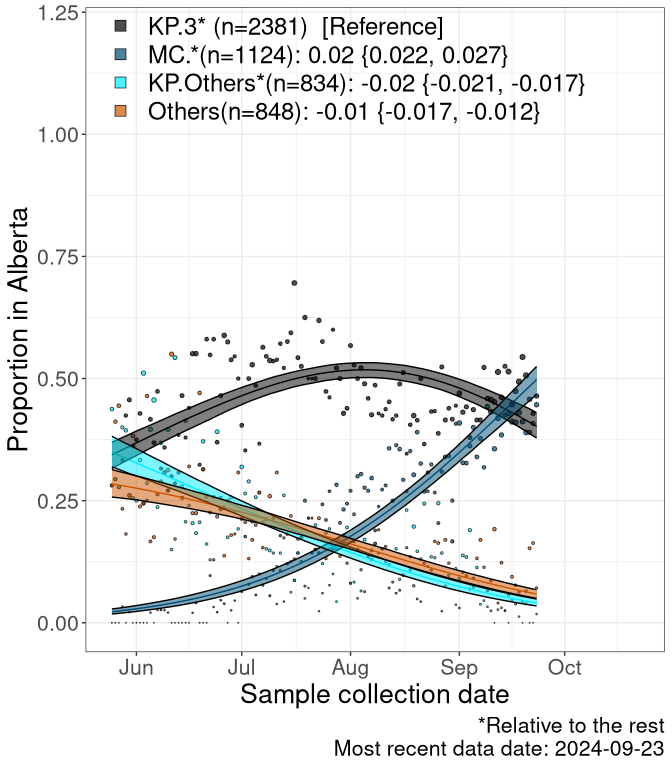 KP.3* (n=2381) [Reference]
MC.*(n=1124): 0.02 {0.022, 0.027}
KP.Others*(n=834): -0.02 {-0.021, -0.017}
Others(n=848): -0.01 {-0.017, -0.012}
1.25
1.00
0.75
0.50
0.25
0.00
Proportion in Alberta
Jun Jul Aug Sep Oct
Sample collection date
*Relative to the rest
Most recent data date: 2024-09-23